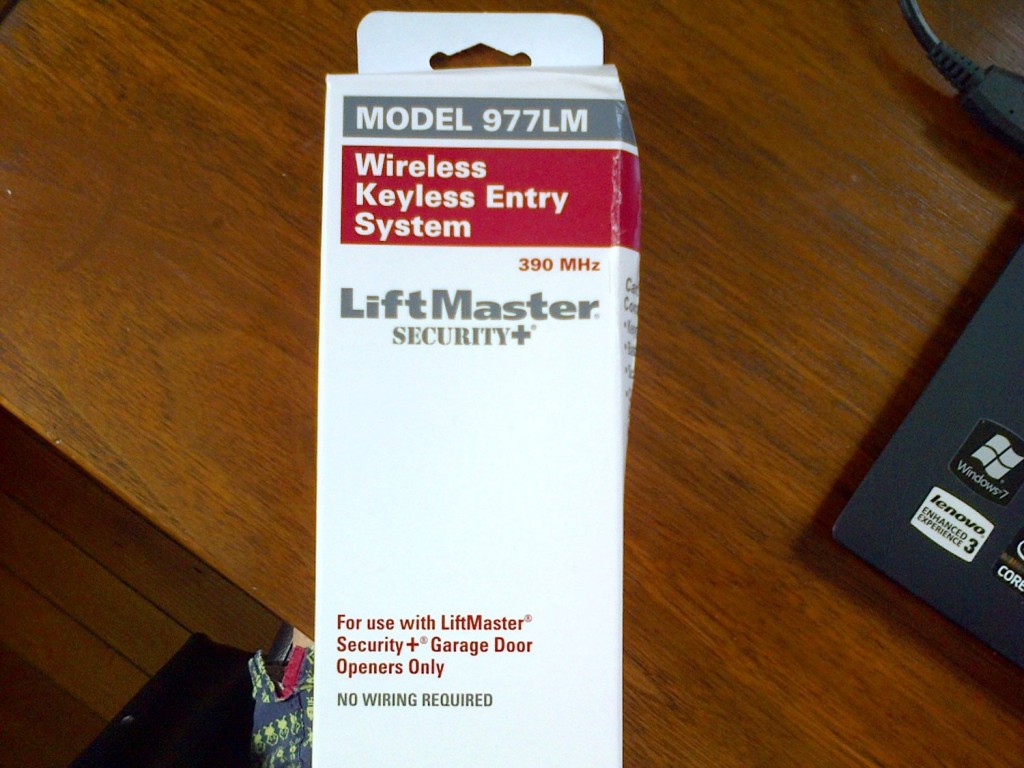 MODEL 977LM
Wireless
Keyless Entry
System
390 MHz
LiftMaster®
SECURITY+®
For use with LiftMaster®
Security+® Garage Door
Openers Only
NO WIRING REQUIRED
Windows 7
lenovo
ENHANCED
EXPERIENCE 3
CORE